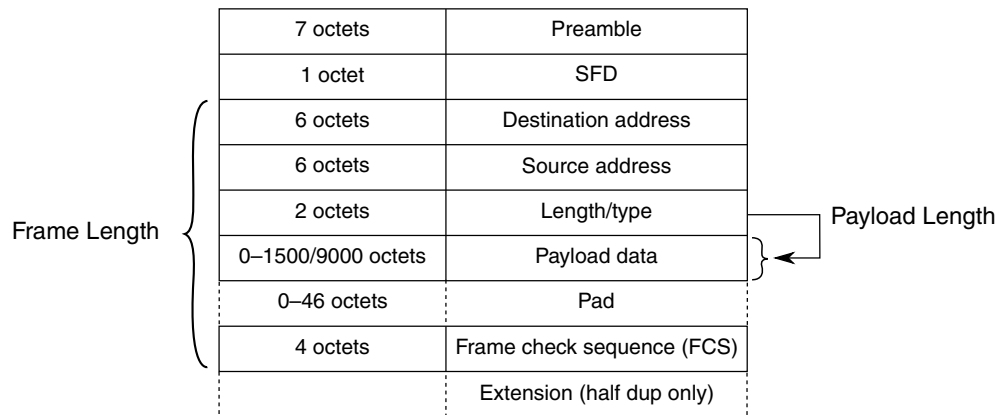 7 octets Preamble
1 octet SFD
6 octets Destination address
6 octets Source address
2 octets Length/type
Frame Length
Payload Length
0–1500/9000 octets Payload data
0–46 octets Pad
4 octets Frame check sequence (FCS)
Extension (half dup only)